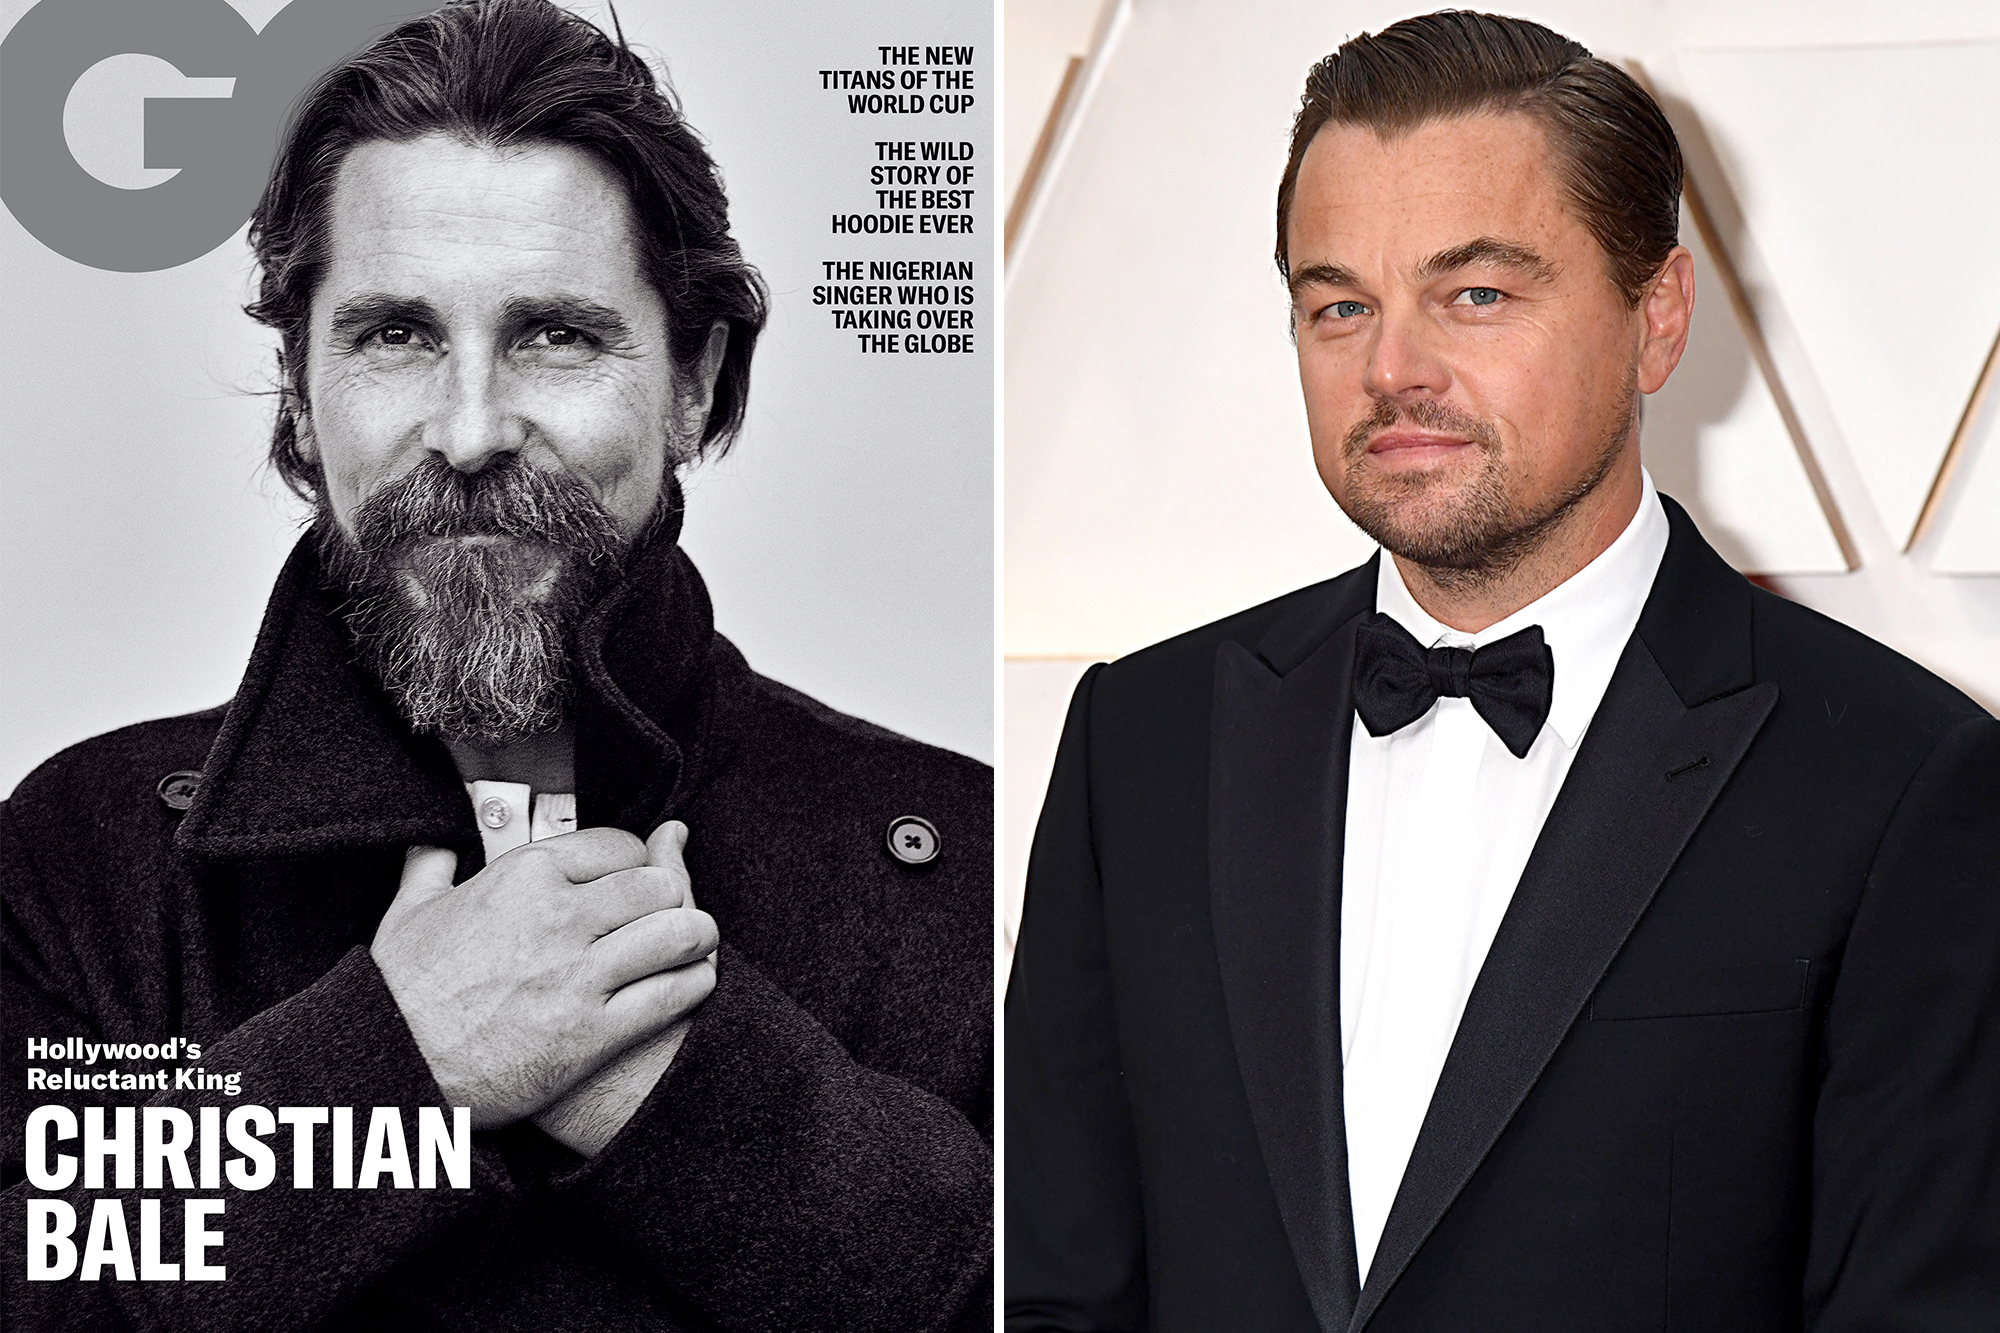 GQ
THE NEW
TITANS OF THE
WORLD CUP
THE WILD
STORY OF
THE BEST
HOODIE EVER
THE NIGERIAN
SINGER WHO IS
TAKING OVER
THE GLOBE
Hollywood’s
Reluctant King
CHRISTIAN
BALE